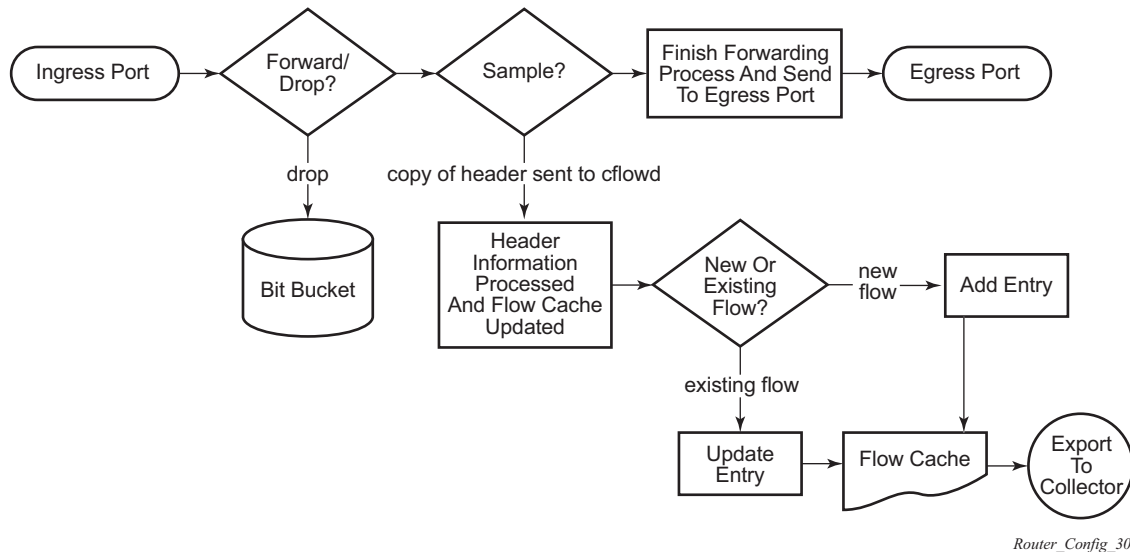 Ingress Port
Forward/
Drop?
Sample?
Finish Forwarding
Process And Send
To Egress Port
Egress Port
drop
copy of header sent to cflowd
Bit Bucket
Header
Information
Processed
And Flow Cache
Updated
New Or
Existing
Flow?
new
flow
Add Entry
existing flow
Update
Entry
Flow Cache
Export
To
Collector
Router_Config_30